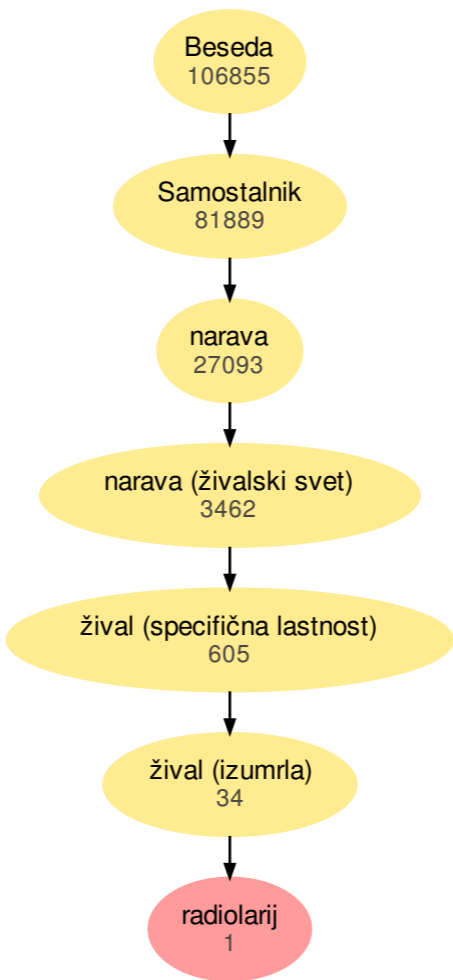 Beseda
106855
Samostalnik
81889
narava
27093
narava (živalski svet)
3462
žival (specifična lastnost)
605
žival (izumrla)
34
radiolarij
1